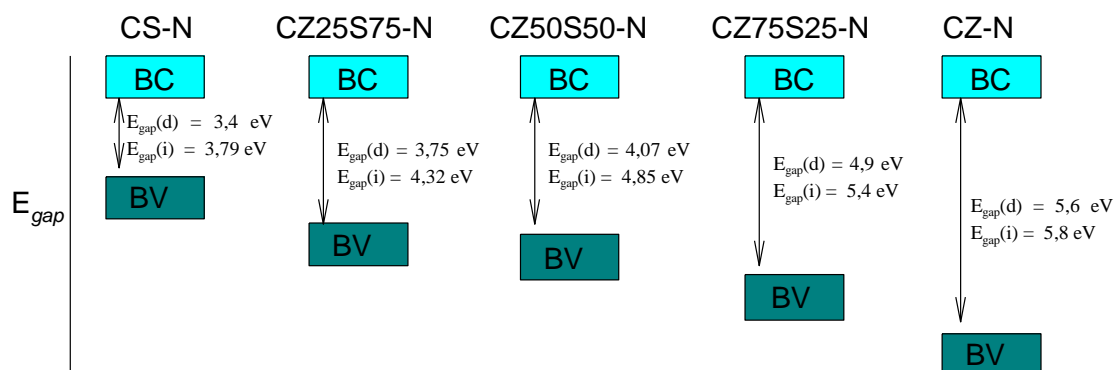 CS-N
CZ25S75-N
CZ50S50-N
CZ75S25-N
CZ-N
BC
BC
BC
BC
BC
E_gap(d) = 3,4 eV
E_gap(i) = 3,79 eV
E_gap(d) = 3,75 eV
E_gap(i) = 4,32 eV
E_gap(d) = 4,07 eV
E_gap(i) = 4,85 eV
E_gap(d) = 4,9 eV
E_gap(i) = 5,4 eV
E_gap(d) = 5,6 eV
E_gap(i) = 5,8 eV
E_gap
BV
BV
BV
BV
BV